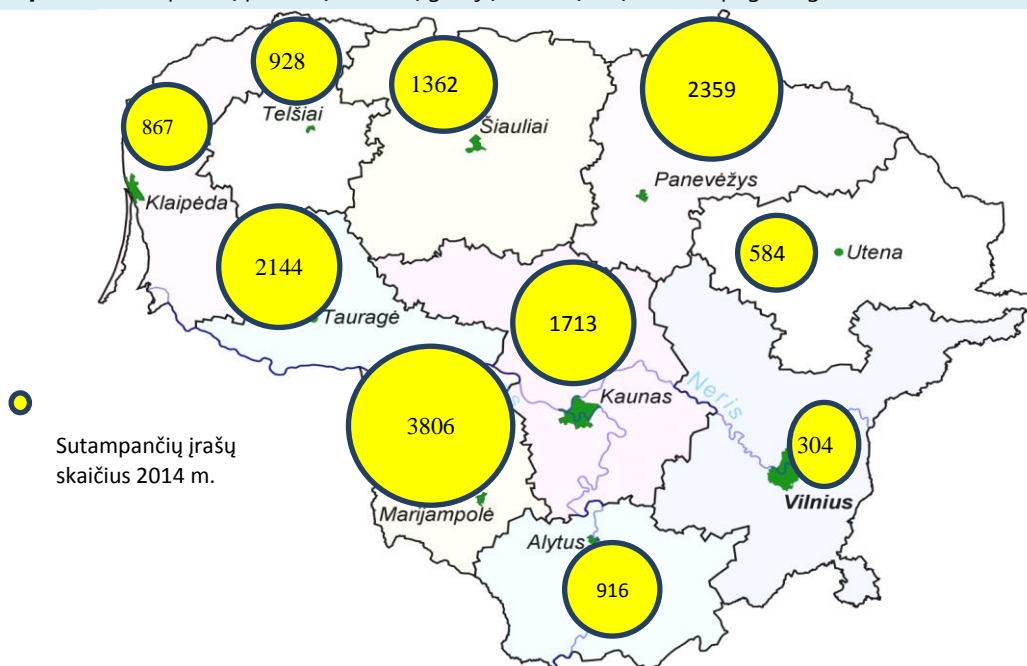 928
1362
2359
867
Telšiai
Šiauliai
Panevėžys
Klaipėda
584
Utena
2144
1713
Tauragė
Neris
Kaunas
3806
304
Sutampančių įrašų
skaičius 2014 m.
Vilnius
Marijampolė
Alytus
916